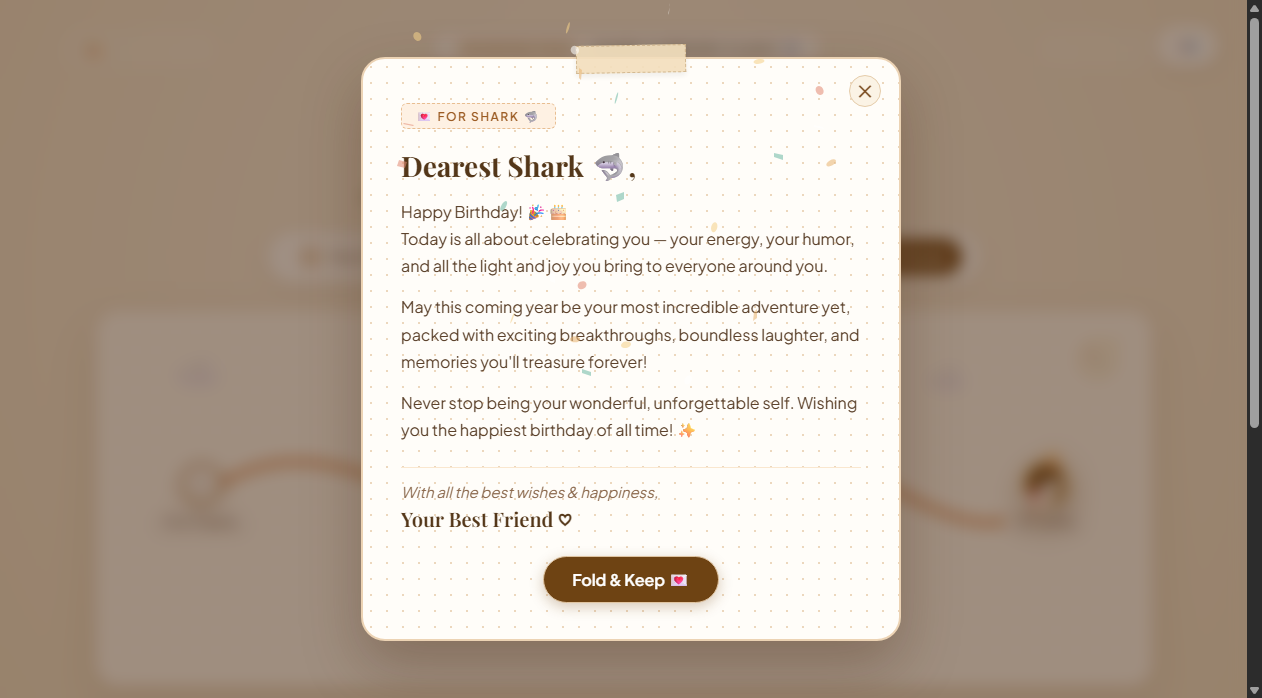 💌 FOR SHARK 🦈
Dearest Shark 🦈,
Happy Birthday! 🎉 🎂
Today is all about celebrating you — your energy, your humor,
and all the light and joy you bring to everyone around you.
May this coming year be your most incredible adventure yet,
packed with exciting breakthroughs, boundless laughter, and
memories you'll treasure forever!
Never stop being your wonderful, unforgettable self. Wishing
you the happiest birthday of all time! ✨
With all the best wishes & happiness,
Your Best Friend ♡
Fold & Keep 💌